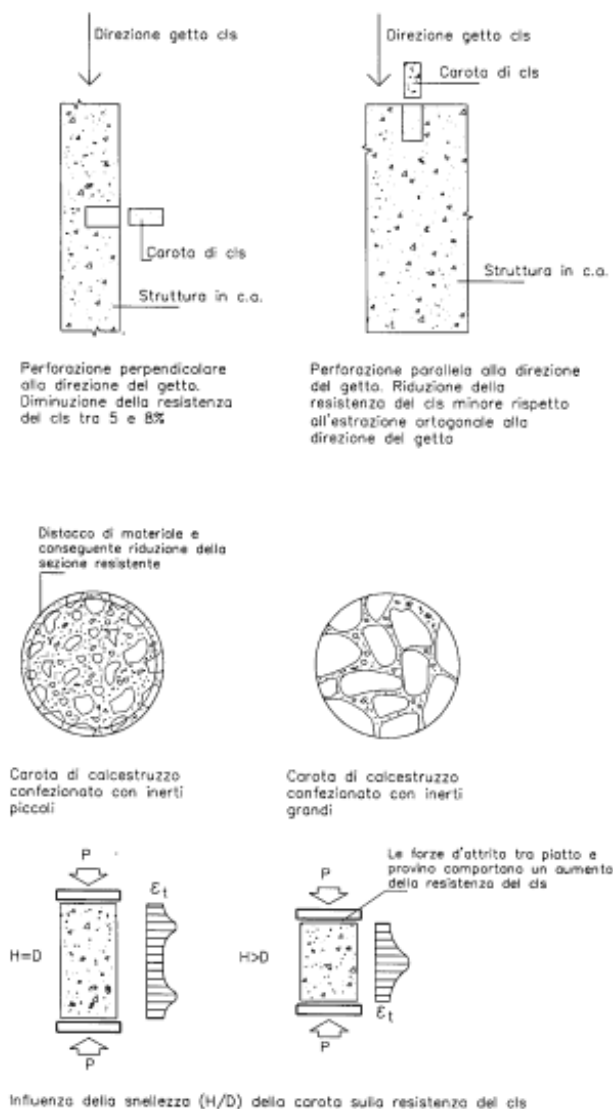 Direzione getto cls
Carota di cls
Struttura in c.a.
Perforazione perpendicolare
alla direzione del getto.
Diminuzione della resistenza
del cls tra 5 e 8%
Direzione getto cls
Carota di cls
Struttura in c.a.
Perforazione parallela alla direzione
del getto. Riduzione della
resistenza del cls minore rispetto
all'estrazione ortogonale alla
direzione del getto
Distacco di materiale e
conseguente riduzione della
sezione resistente
Carota di calcestruzzo
confezionato con inerti
piccoli
Carota di calcestruzzo
confezionato con inerti
grandi
P
εt
H=D
P
Le forze d'attrito tra piatto e
provino comportano un aumento
della resistenza del cls
P
H>D
εt
P
Influenza della snellezza (H/D) della carota sulla resistenza del cls